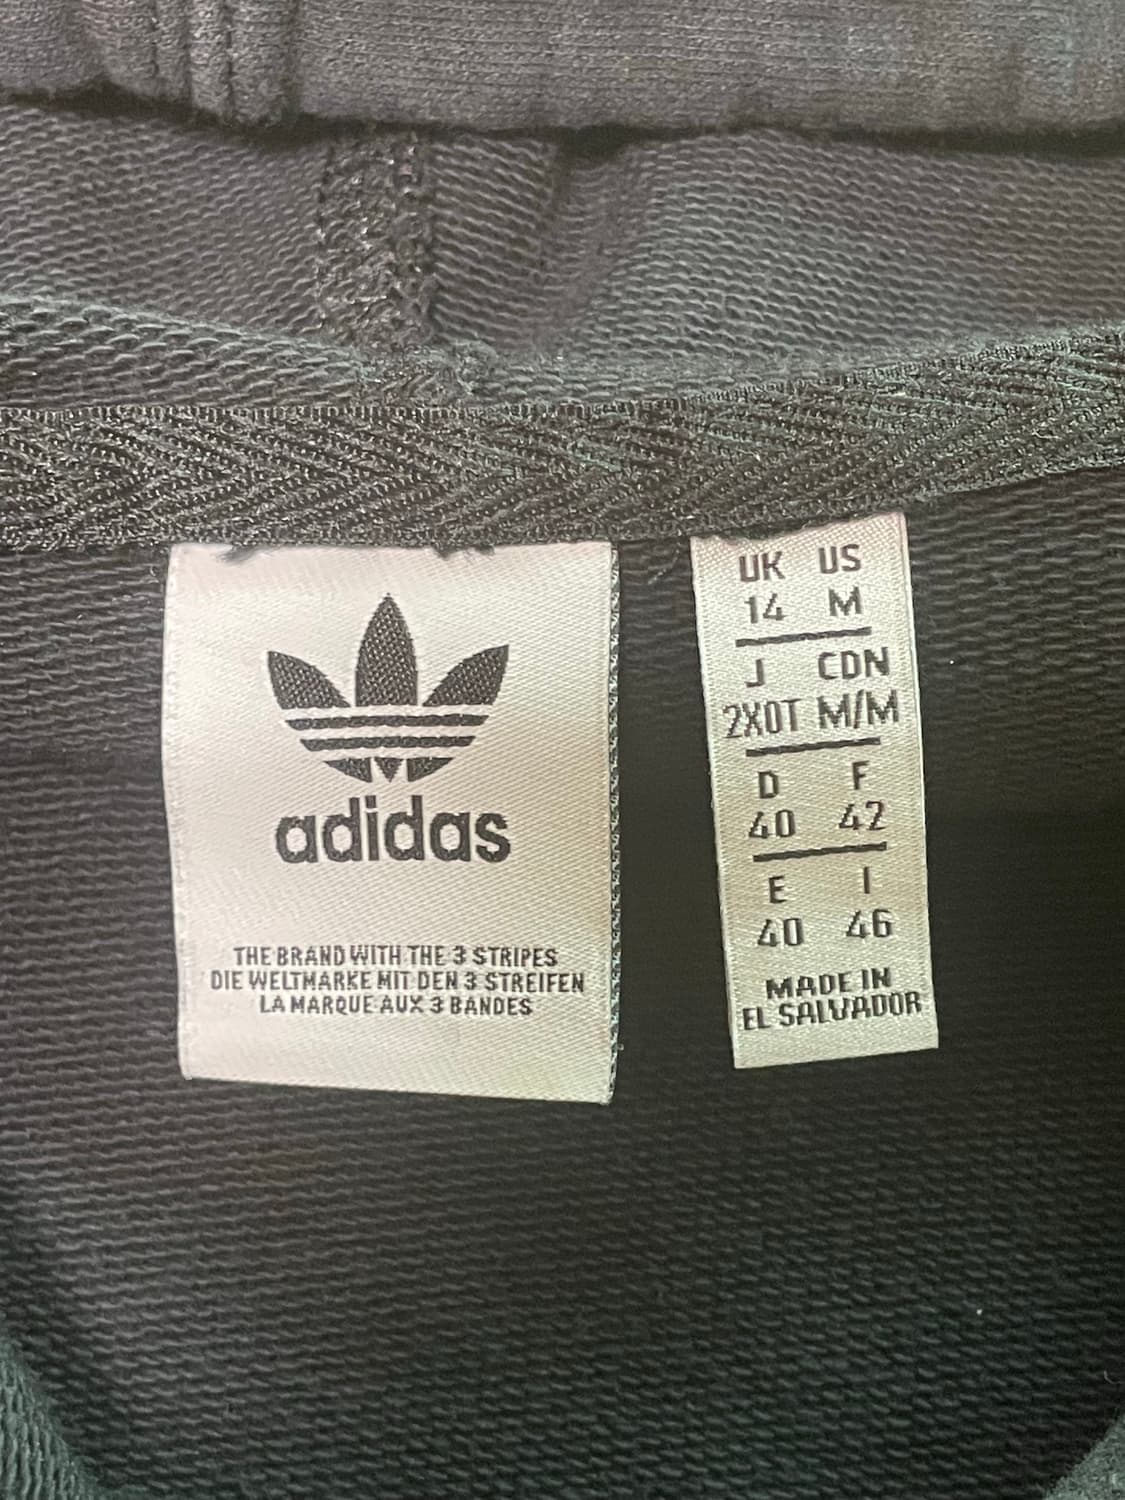 adidas
THE BRAND WITH THE 3 STRIPES
DIE WELTMARKE MIT DEN 3 STREIFEN
LA MARQUE AUX 3 BANDES
UK US
14 M
J CDN
2XOT M/M
D F
40 42
E I
40 46
MADE IN
EL SALVADOR